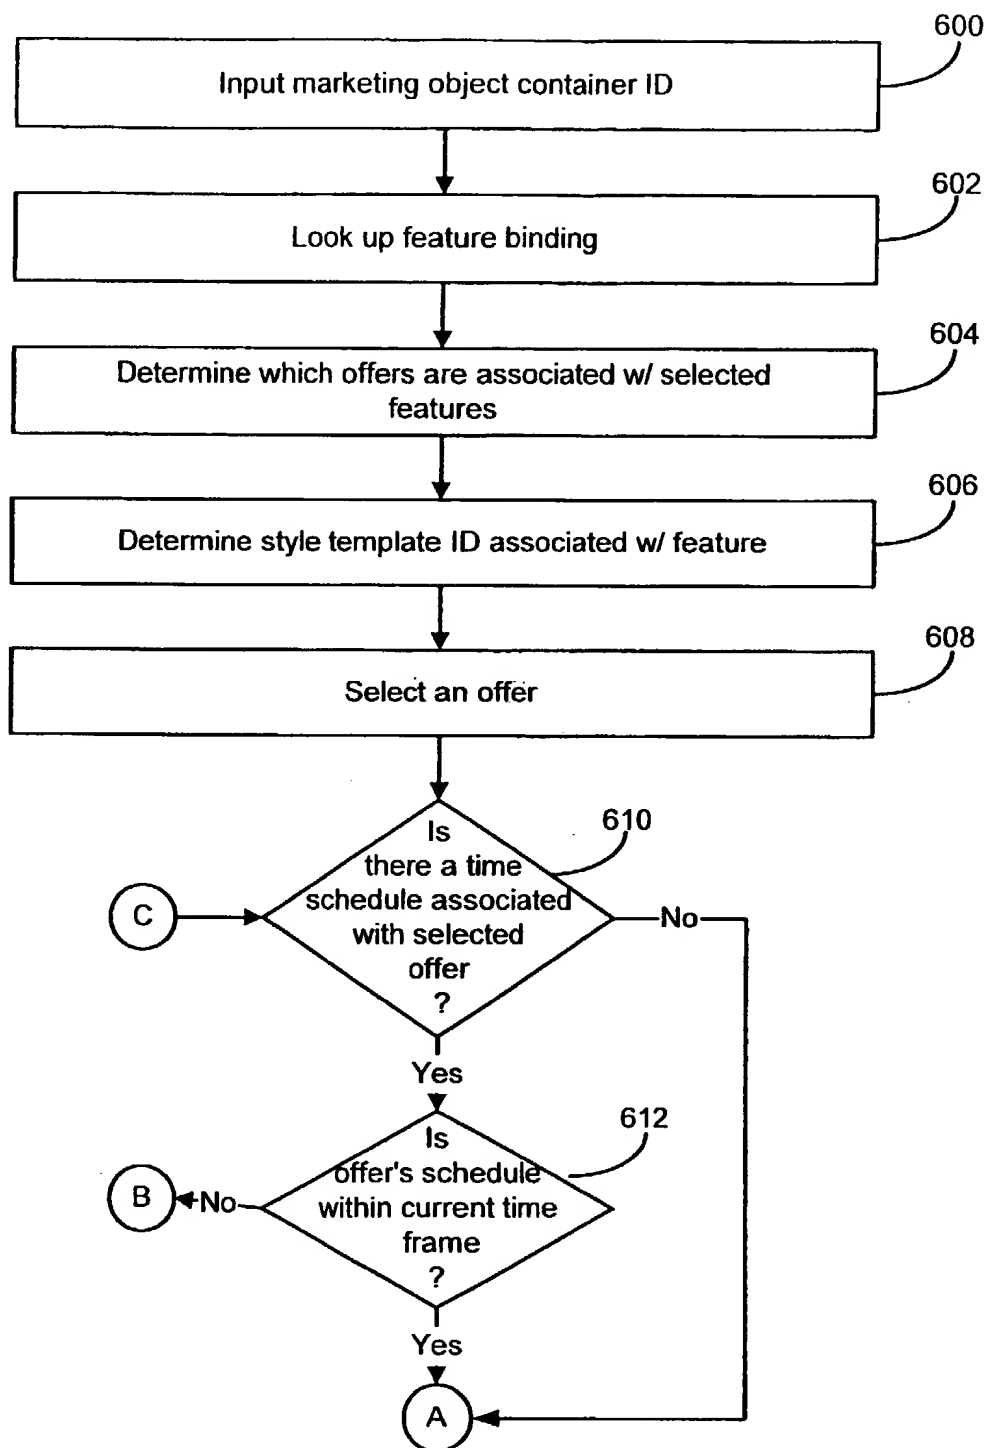 600
Input marketing object container ID
602
Look up feature binding
604
Determine which offers are associated w/ selected
features
606
Determine style template ID associated w/ feature
608
Select an offer
610
Is
there a time
schedule associated
with selected
offer
?
C
No
Yes
612
Is
offer's schedule
within current time
frame
?
B
No
Yes
A